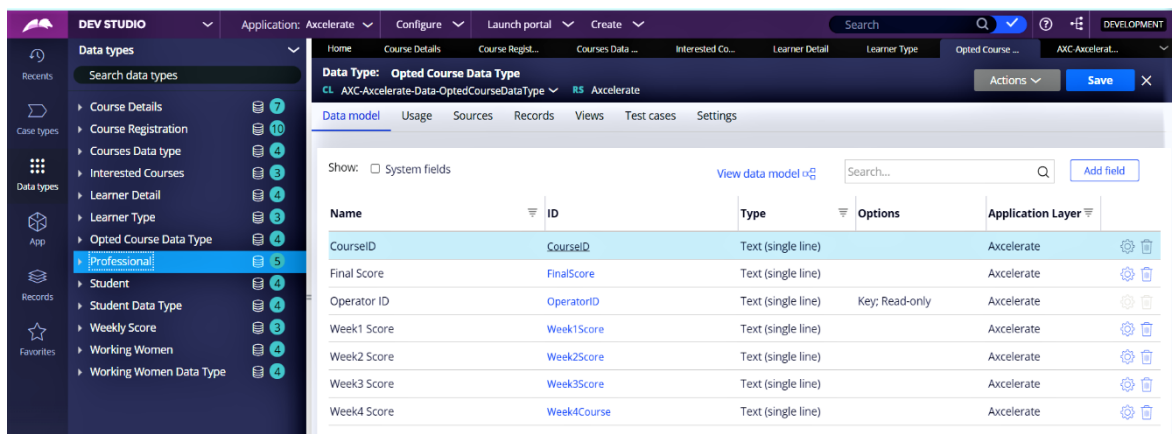 DEV STUDIO Application: Accelerate Configure Launch portal Create Search DEVELOPMENT
Recents
Case types
Data types
App
Records
Favorites
Data types
Search data types
Course Details 7
Course Registration 10
Courses Data type 4
Interested Courses 3
Learner Detail 4
Learner Type 3
Opted Course Data Type 4
Professional 5
Student 4
Student Data Type 4
Weekly Score 3
Working Women 4
Working Women Data Type 4
Home Course Details Course Regist... Courses Data ... Interested Co... Learner Detail Learner Type Opted Course ... AXC-Axcelerat...
Data Type: Opted Course Data Type
CL AXC-Axcelerate-Data-OptedCourseDataType RS Axcelerate
Actions Save
Data model Usage Sources Records Views Test cases Settings
Show: System fields View data model Search... Add field
Name ID Type Options Application Layer
CourseID CourseID Text (single line) Axcelerate
Final Score FinalScore Text (single line) Axcelerate
Operator ID OperatorID Text (single line) Key; Read-only Axcelerate
Week1 Score Week1Score Text (single line) Axcelerate
Week2 Score Week2Score Text (single line) Axcelerate
Week3 Score Week3Score Text (single line) Axcelerate
Week4 Score Week4Course Text (single line) Axcelerate